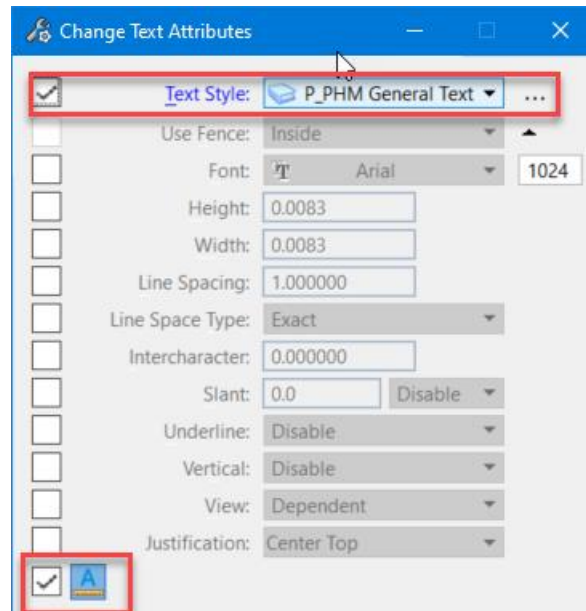 Change Text Attributes
Text Style: P_PHM General Text ...
Use Fence: Inside
Font: Arial 1024
Height: 0.0083
Width: 0.0083
Line Spacing: 1.000000
Line Space Type: Exact
Intercharacter: 0.000000
Slant: 0.0 Disable
Underline: Disable
Vertical: Disable
View: Dependent
Justification: Center Top
A